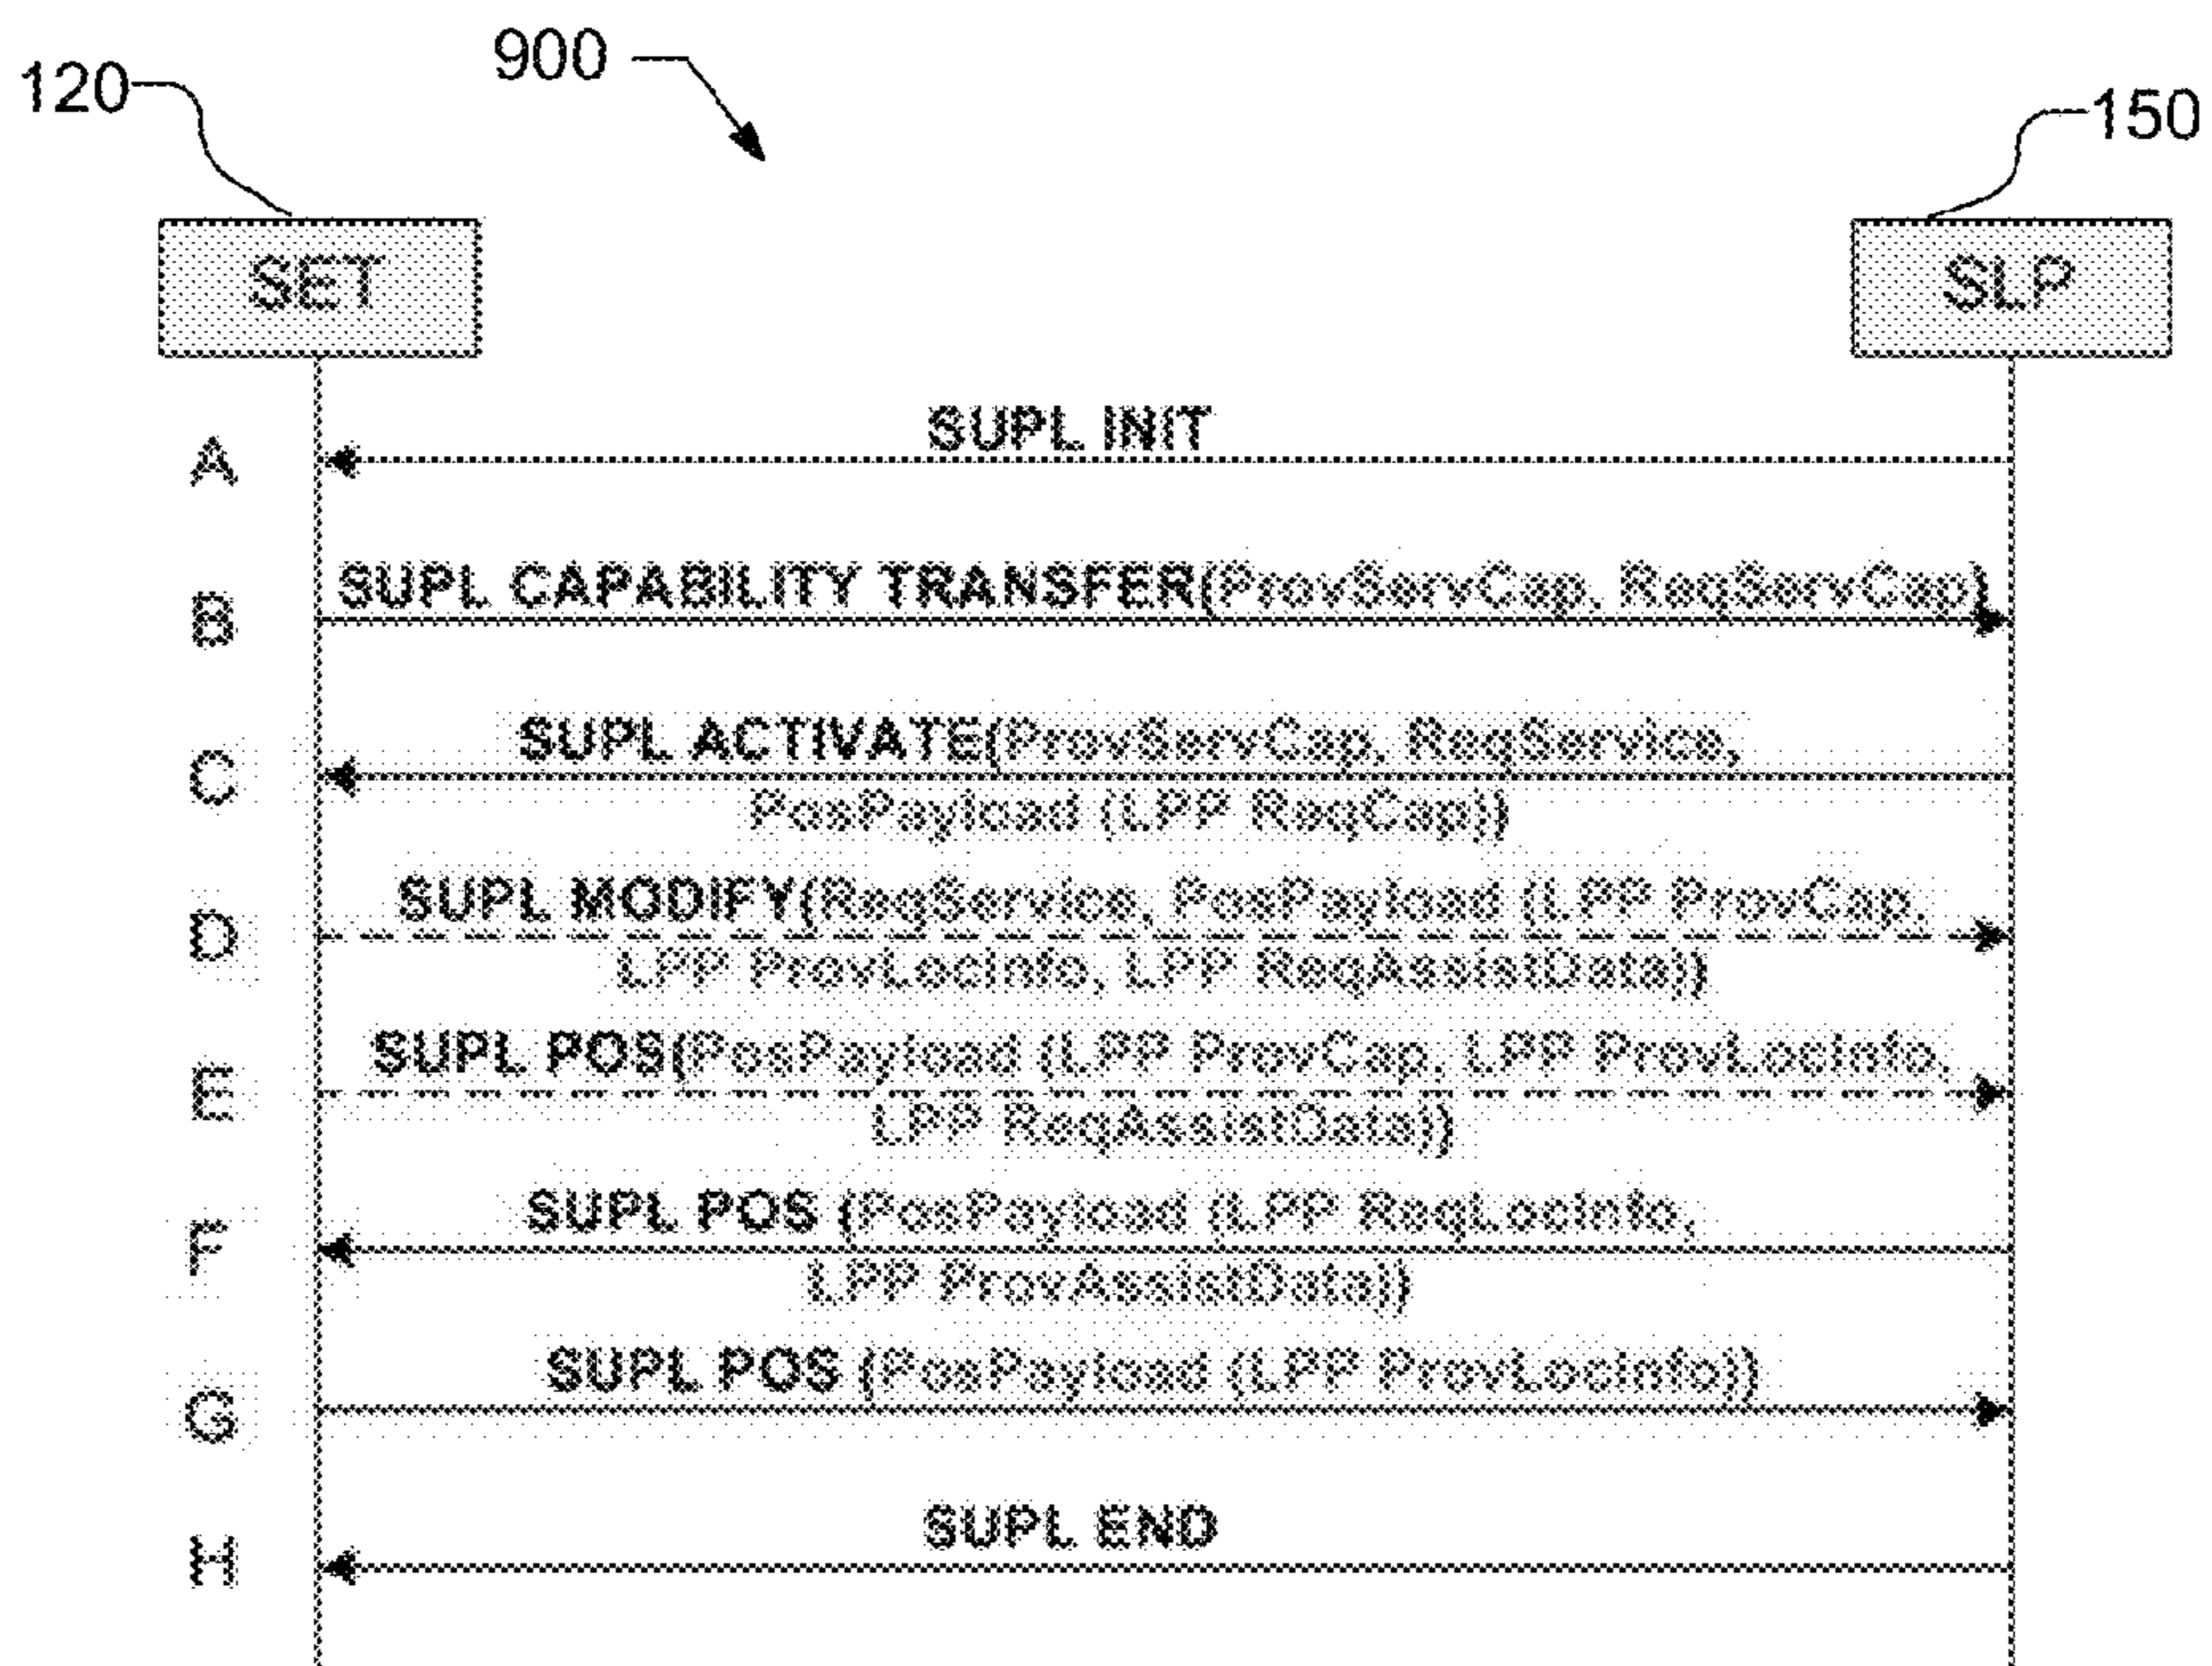 900
120
150
SET
SLP
A
SUPL INIT
B
SUPL CAPABILITY TRANSFER(ProvServCap, ReqServCap)
C
SUPL ACTIVATE(ProvServCap, ReqService,
PosPayload (LPP ReqCap))
D
SUPL MODIFY(ReqService, PosPayload (LPP ProvCap,
LPP ProvLocInfo, LPP ReqAssistData))
E
SUPL POS(PosPayload (LPP ProvCap, LPP ProvLocInfo,
LPP ReqAssistData))
F
SUPL POS (PosPayload (LPP ReqLocInfo,
LPP ProvAssistData))
G
SUPL POS (PosPayload (LPP ProvLocInfo))
H
SUPL END